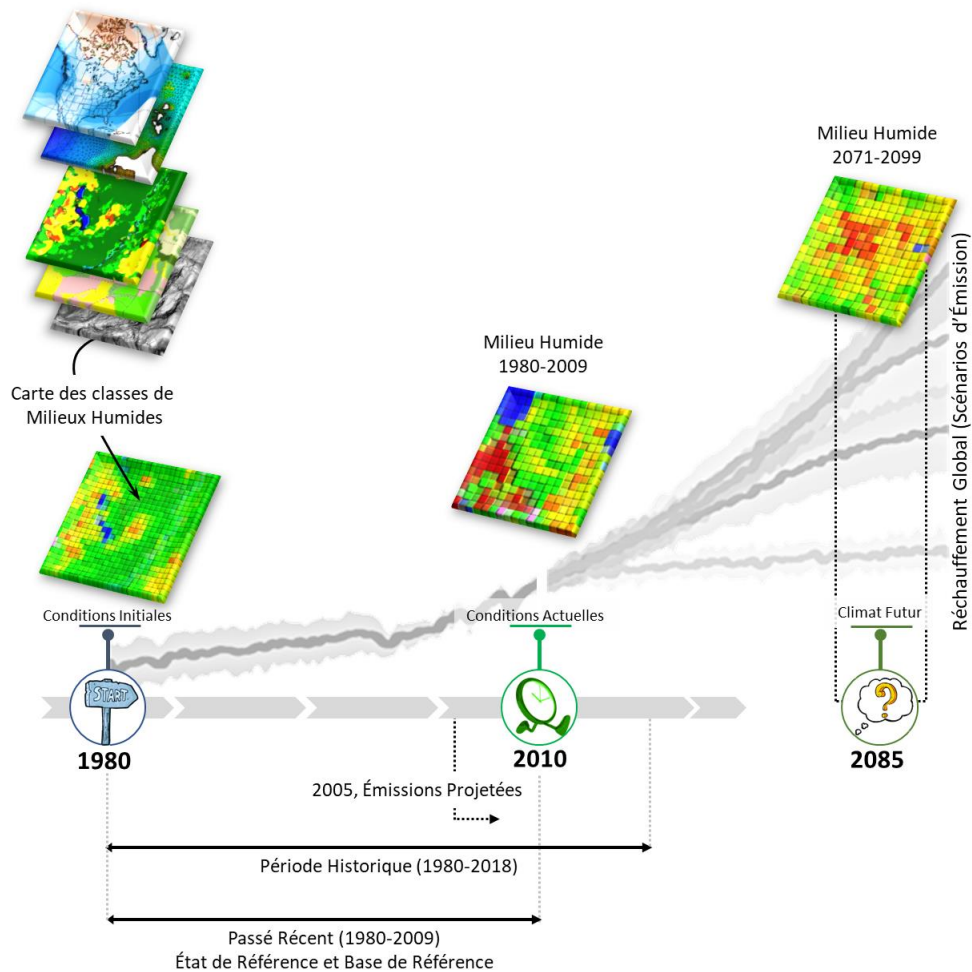 Milieu Humide
2071-2099
Milieu Humide
1980-2009
Carte des classes de
Milieux Humides
Réchauffement Global (Scénarios d'Émission)
Conditions Initiales
Conditions Actuelles
Climat Futur
START
?
1980
2010
2085
2005, Émissions Projetées
Période Historique (1980-2018)
Passé Récent (1980-2009)
État de Référence et Base de Référence